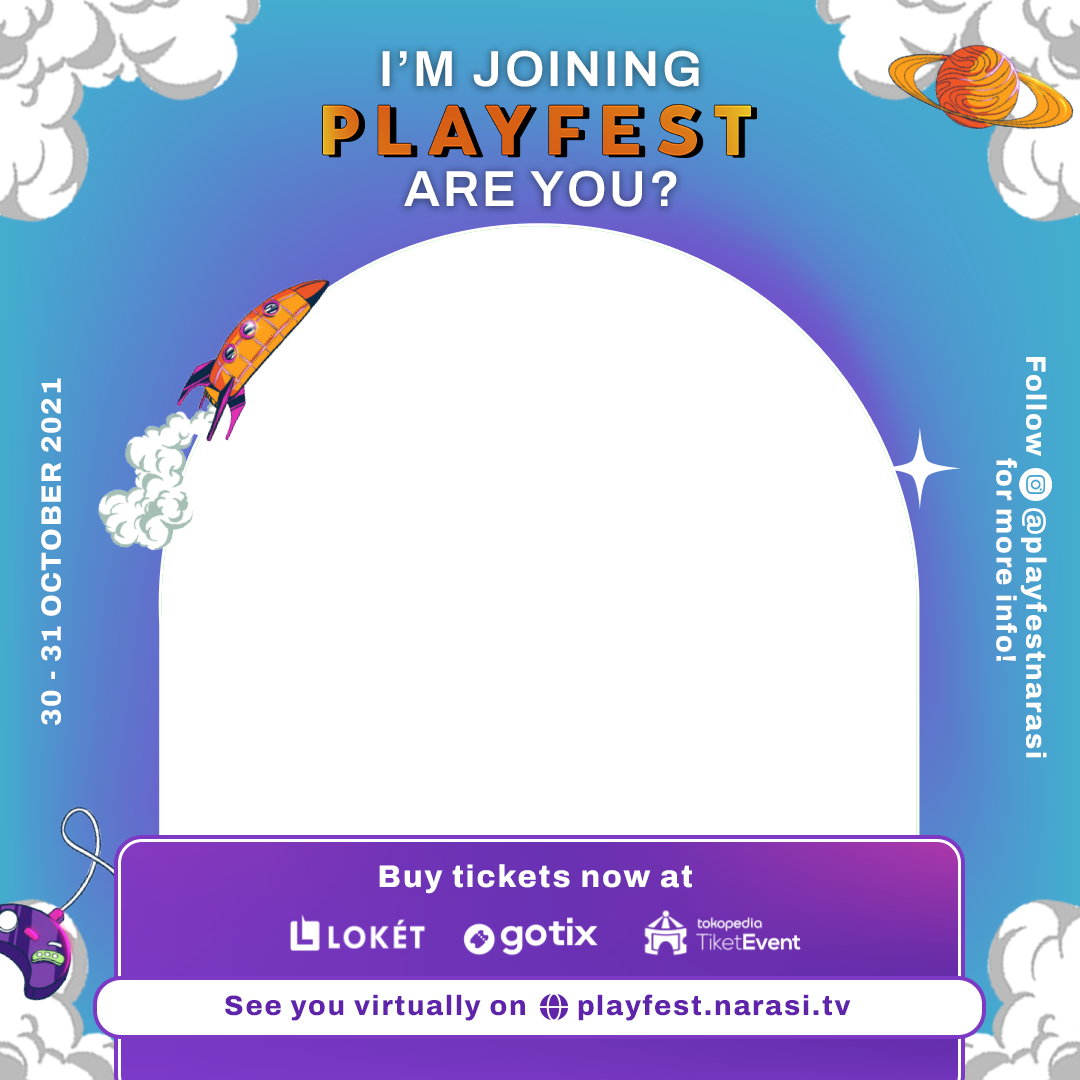 I’M JOINING
PLAYFEST
ARE YOU?
30 - 31 OCTOBER 2021
Follow @playfestnarasi
for more info!
Buy tickets now at
LOKÉT
gotix
tokopedia
TiketEvent
See you virtually on playfest.narasi.tv